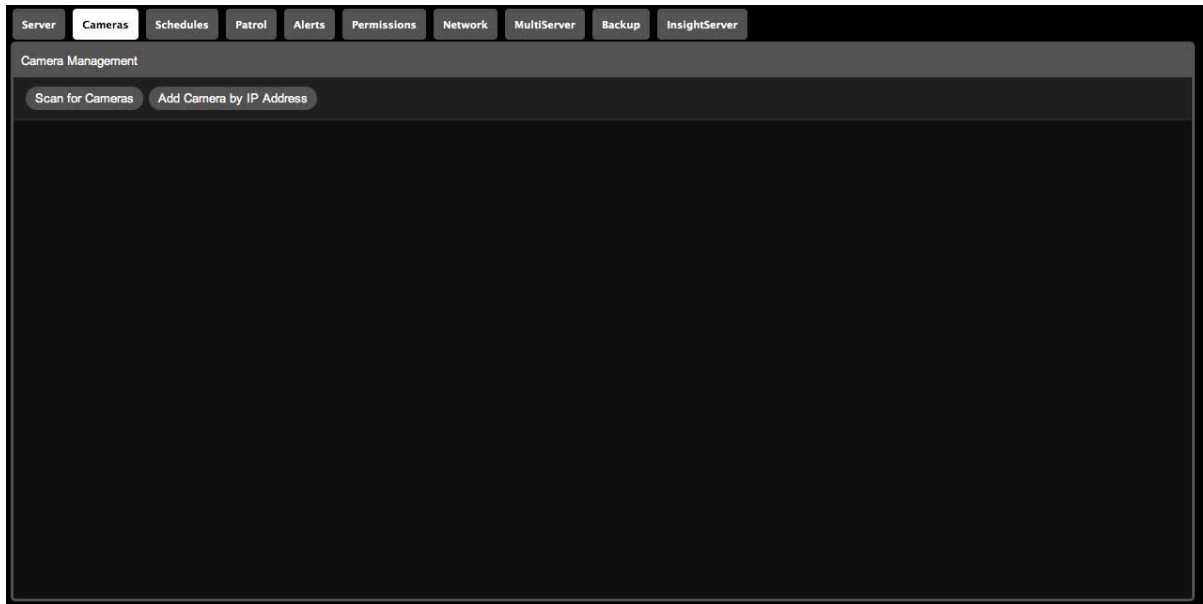 Server Cameras Schedules Patrol Alerts Permissions Network MultiServer Backup InsightServer
Camera Management
Scan for Cameras Add Camera by IP Address